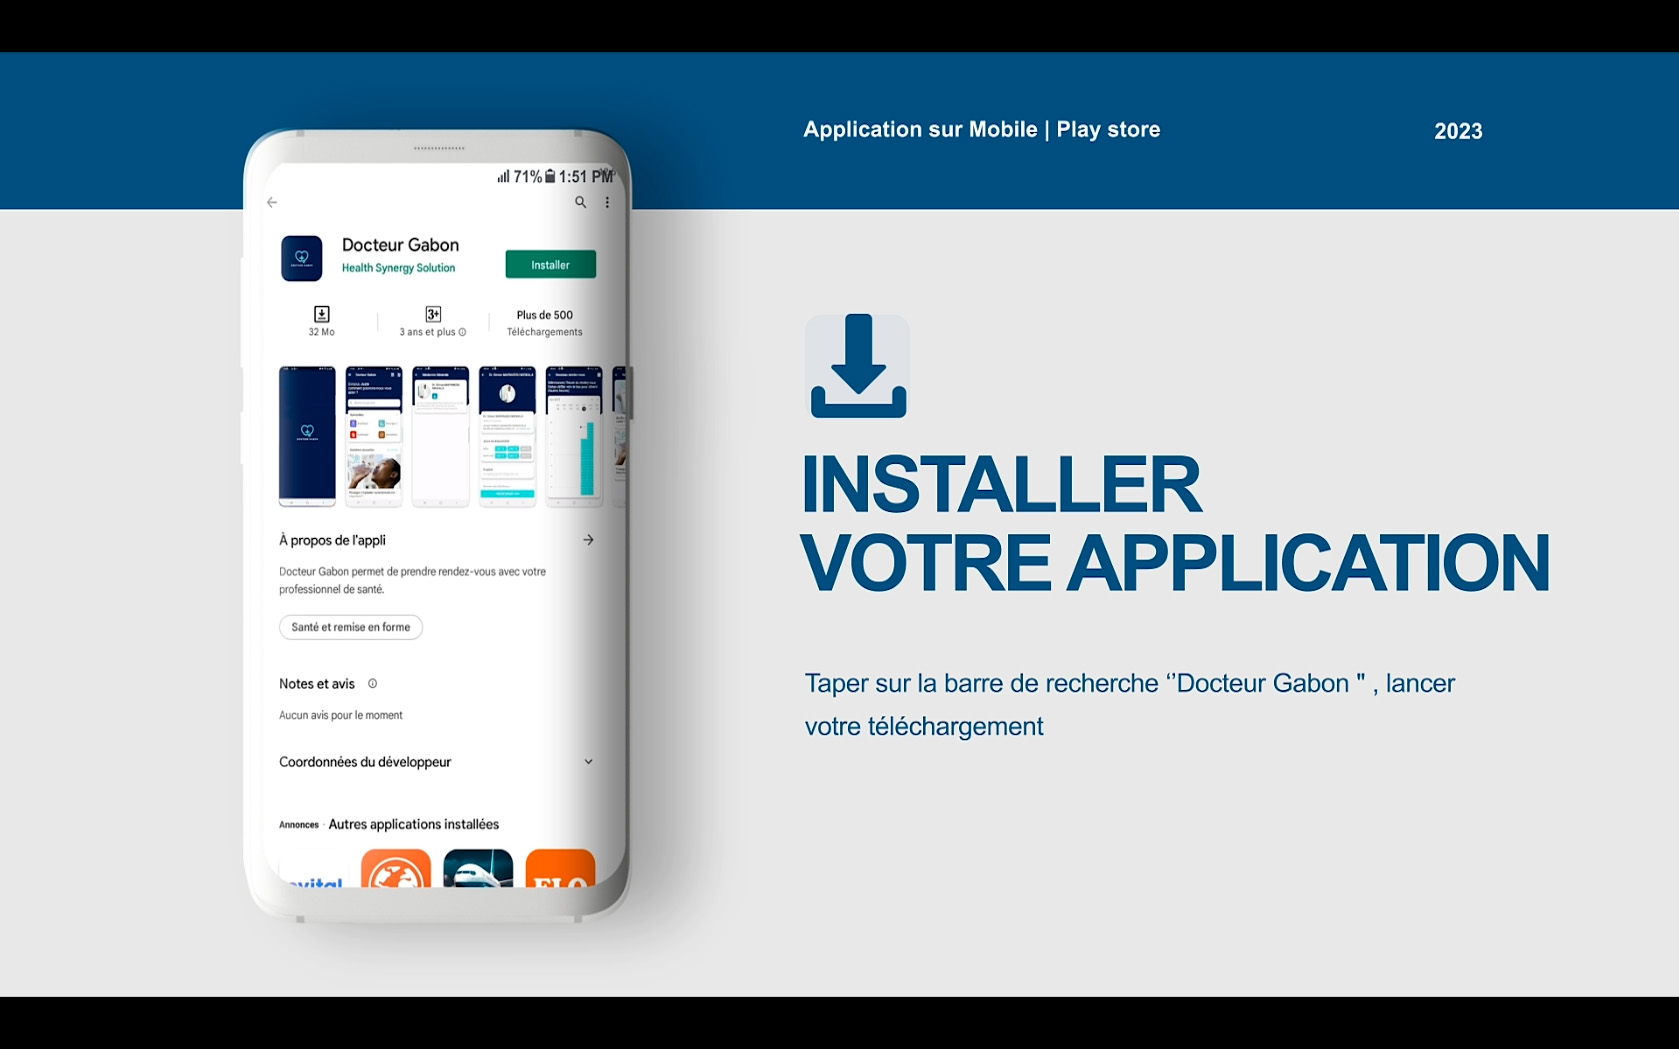 Application sur Mobile | Play store
2023
71% 1:51 PM
Docteur Gabon
Health Synergy Solution
Installer
3+
Plus de 500
32 Mo
3 ans et plus
Téléchargements
À propos de l'appli
Docteur Gabon permet de prendre rendez-vous avec votre
professionnel de santé.
Santé et remise en forme
Notes et avis
Aucun avis pour le moment
Coordonnées du développeur
Annonces · Autres applications installées
INSTALLER
VOTRE APPLICATION
Taper sur la barre de recherche ‘’Docteur Gabon " , lancer
votre téléchargement